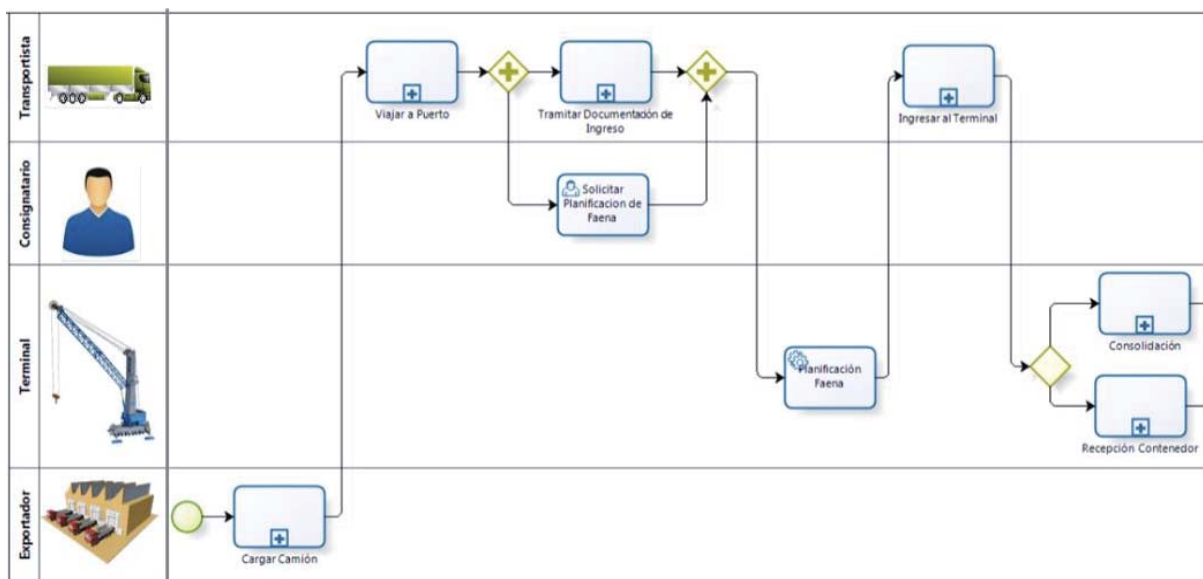 Transportista
Viajar a Puerto
Tramitar Documentación de
Ingreso
Ingresar al Terminal
Consignatario
Solicitar
Planificacion de
Faena
Terminal
Planificación
Faena
Consolidación
Recepción Contenedor
Exportador
Cargar Camión